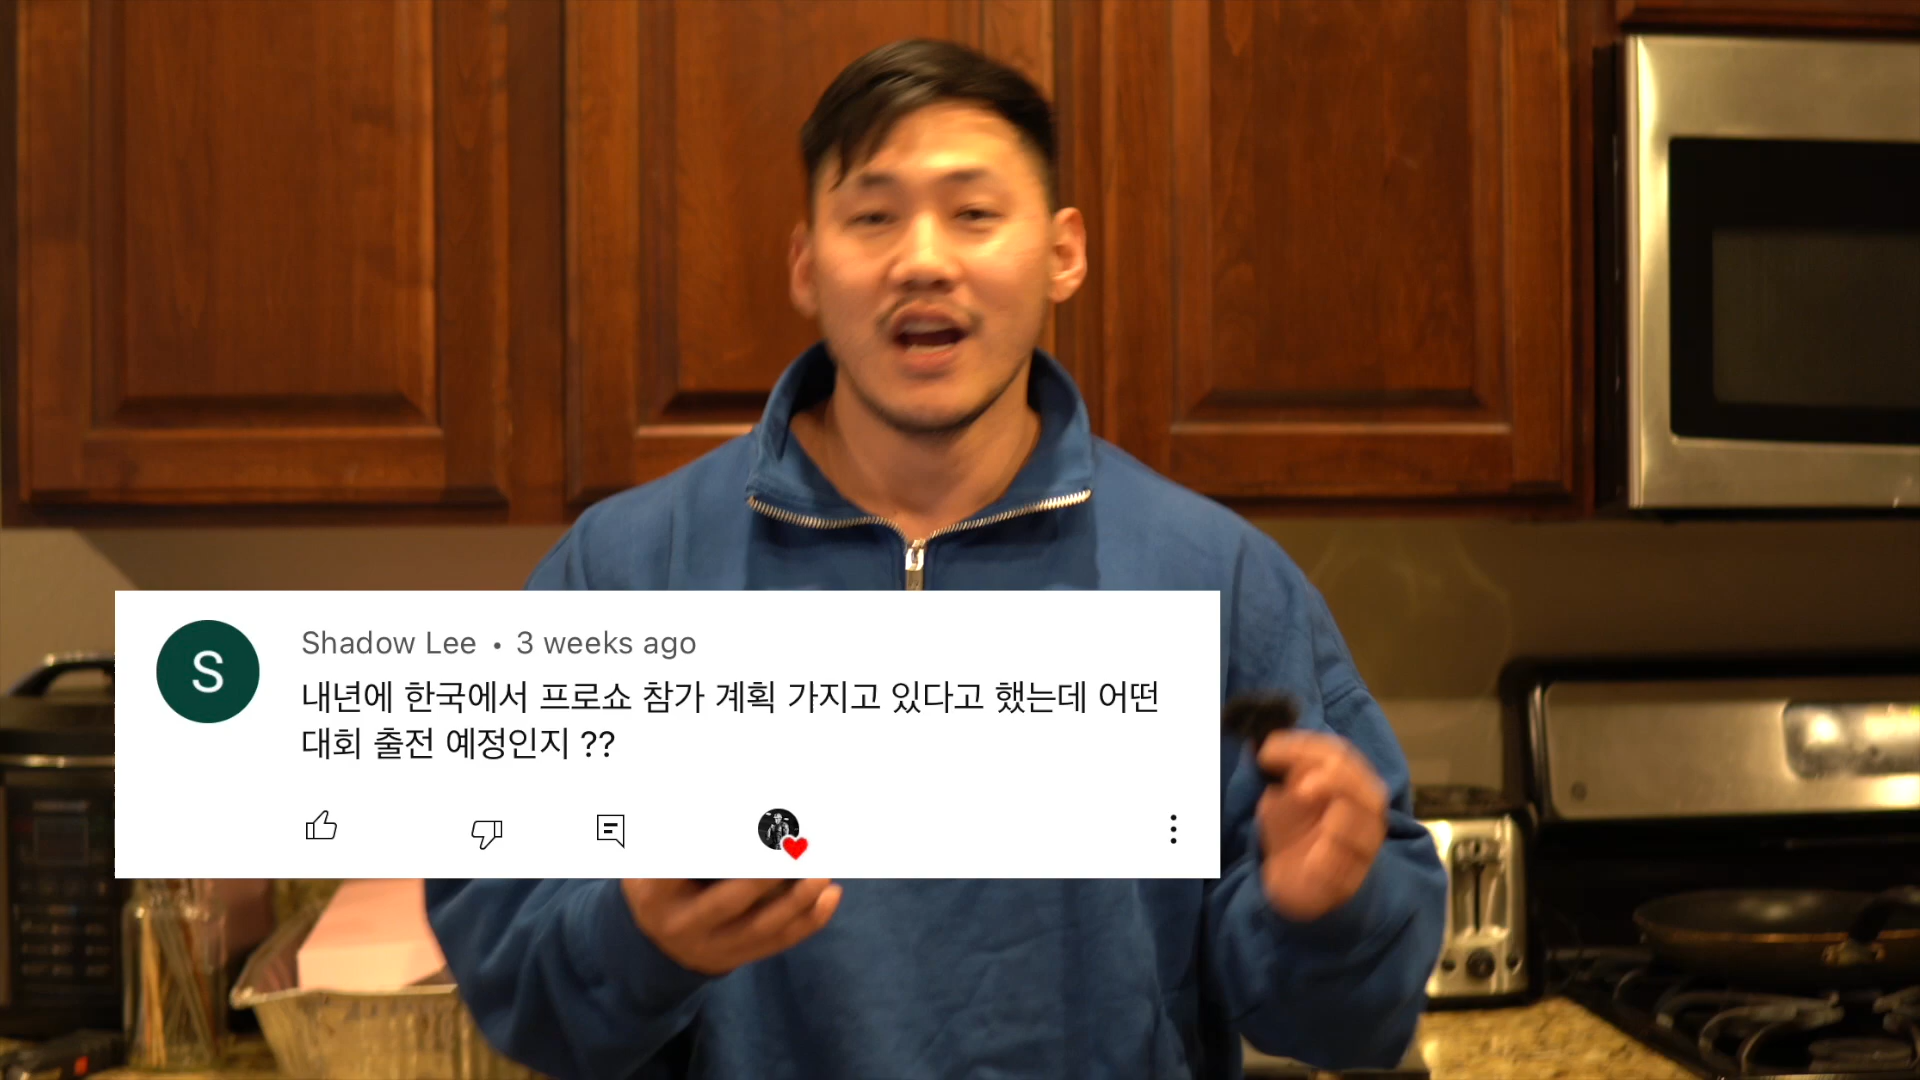 S
Shadow Lee • 3 weeks ago
내년에 한국에서 프로쇼 참가 계획 가지고 있다고 했는데 어떤
대회 출전 예정인지 ??